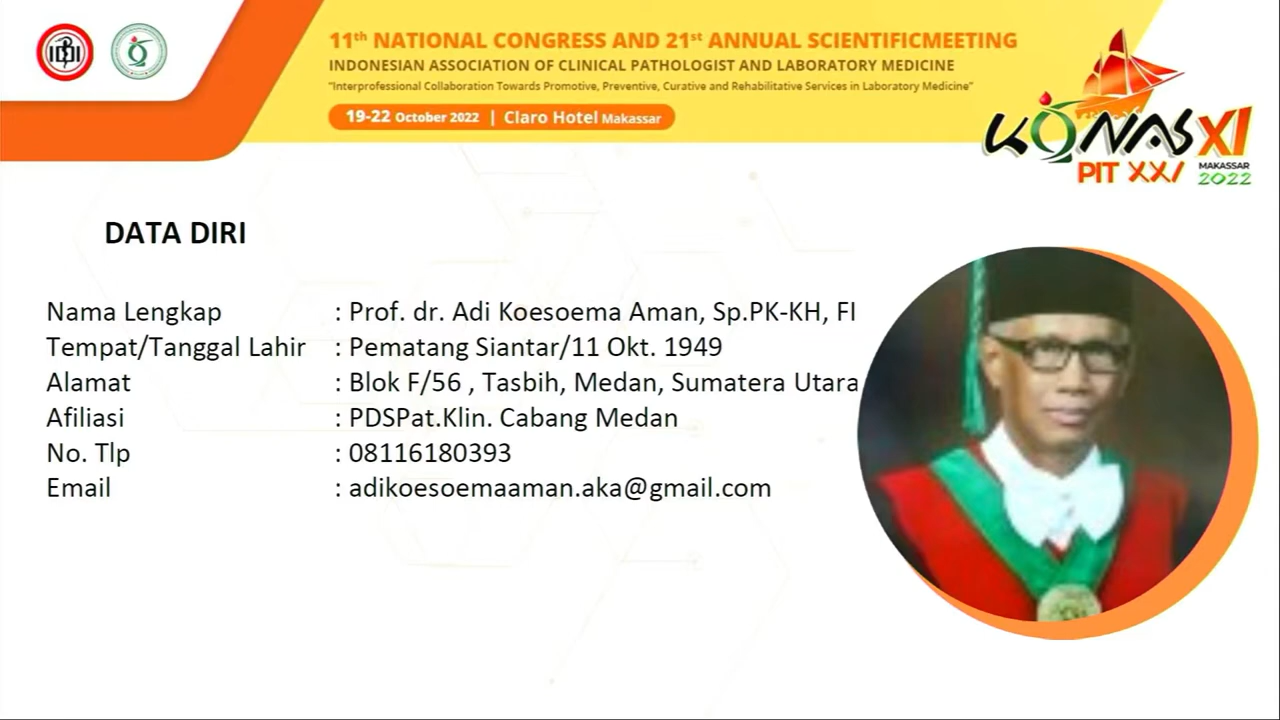 11th NATIONAL CONGRESS AND 21st ANNUAL SCIENTIFICMEETING
INDONESIAN ASSOCIATION OF CLINICAL PATHOLOGIST AND LABORATORY MEDICINE
"Interprofessional Collaboration Towards Promotive, Preventive, Curative and Rehabilitative Services in Laboratory Medicine"
19-22 October 2022 | Claro Hotel Makassar
KONAS XI
PIT XXI MAKASSAR 2022
DATA DIRI
Nama Lengkap : Prof. dr. Adi Koesoema Aman, Sp.PK-KH, FI
Tempat/Tanggal Lahir : Pematang Siantar/11 Okt. 1949
Alamat : Blok F/56 , Tasbih, Medan, Sumatera Utara
Afiliasi : PDSPat.Klin. Cabang Medan
No. Tlp : 08116180393
Email : adikoesoemaaman.aka@gmail.com